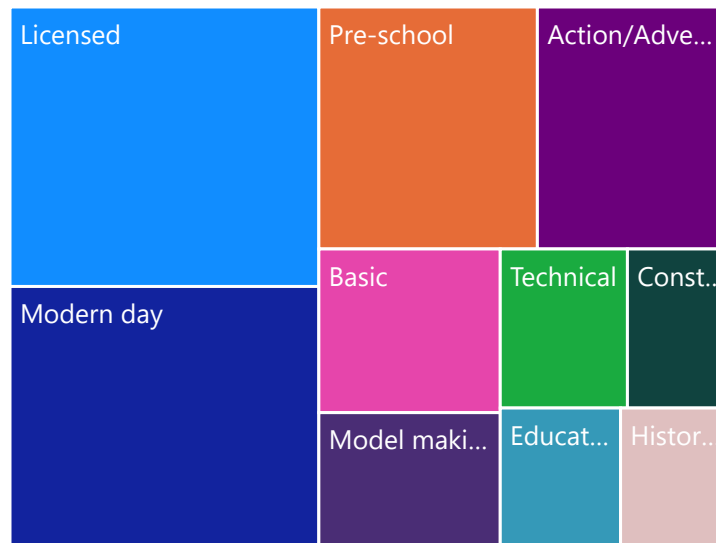 Licensed
Pre-school
Action/Adve...
Modern day
Basic
Technical
Const...
Model maki...
Educat...
Histor...